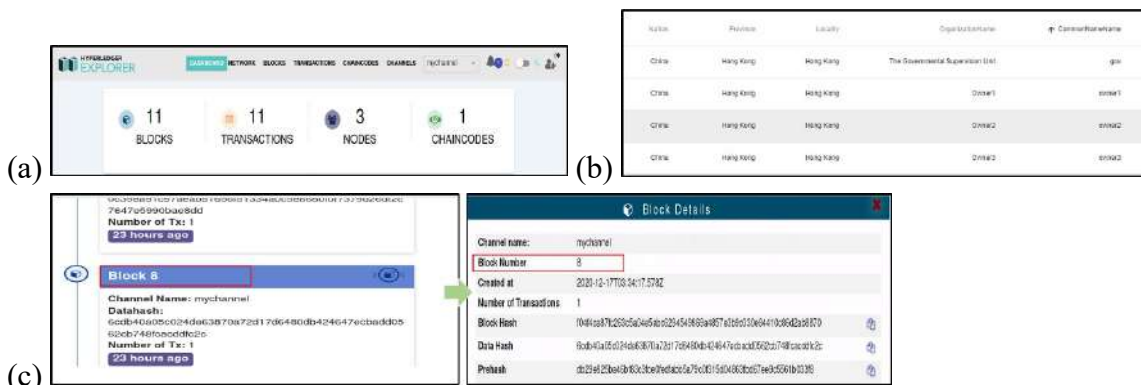 HYPERLEDGER
EXPLORER
DASHBOARD NETWORK BLOCKS TRANSACTIONS CHAINCODES CHANNELS mychannel
11
BLOCKS
11
TRANSACTIONS
3
NODES
1
CHAINCODES
(a)
Nation Province Locality OrganizationName CommonNameName
China Hong Kong Hong Kong The Governmental Supervision Unit gov
China Hong Kong Hong Kong Owner1 owner1
China Hong Kong Hong Kong Owner2 owner2
China Hong Kong Hong Kong
(b)
7647e5990bae8dd
Number of Tx: 1
23 hours ago
Block 8
Channel Name: mychannel
Datahash:
Number of Tx: 1
23 hours ago
Block Details
X
Channel name: mychannel
Block Number 8
Created at 2020-12-17T03:34:17.578Z
Number of Transactions 1
Block Hash
Data Hash
Prehash
(c)